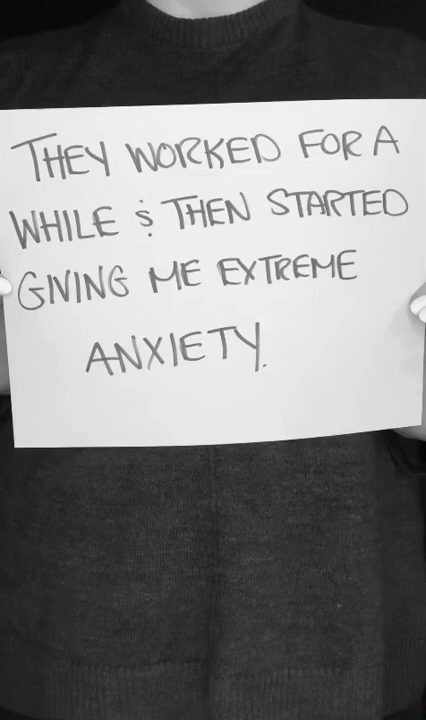 THEY WORKED FOR A
WHILE & THEN STARTED
GIVING ME EXTREME
ANXIETY.